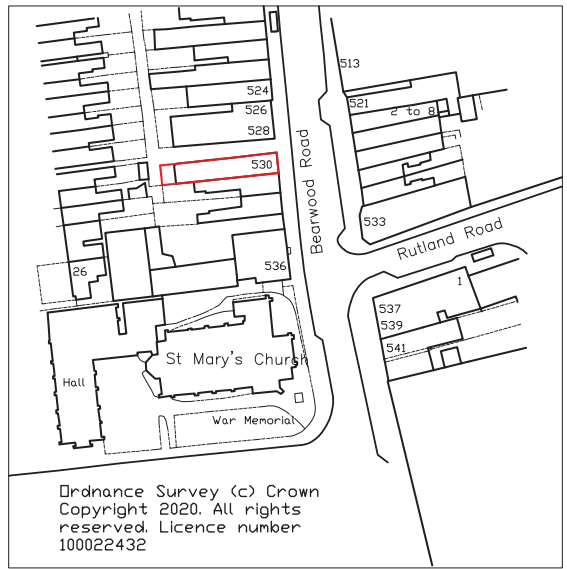 513
524
521
526
2 to 8
528
Bearwood Road
530
533
Rutland Road
536
26
1
537
539
541
St Mary's Church
Hall
War Memorial
Ordnance Survey (c) Crown
Copyright 2020. All rights
reserved. Licence number
100022432